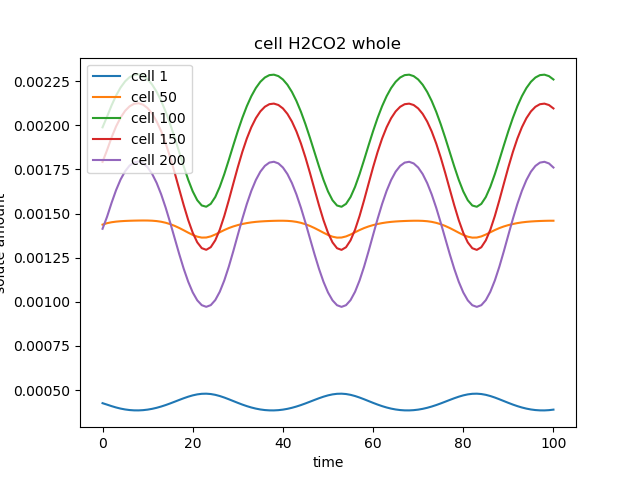 cell H2CO2 whole
cell 1
cell 50
cell 100
cell 150
cell 200
0.00225
0.00200
0.00175
0.00150
0.00125
0.00100
0.00075
0.00050
solute amount
0 20 40 60 80 100
time